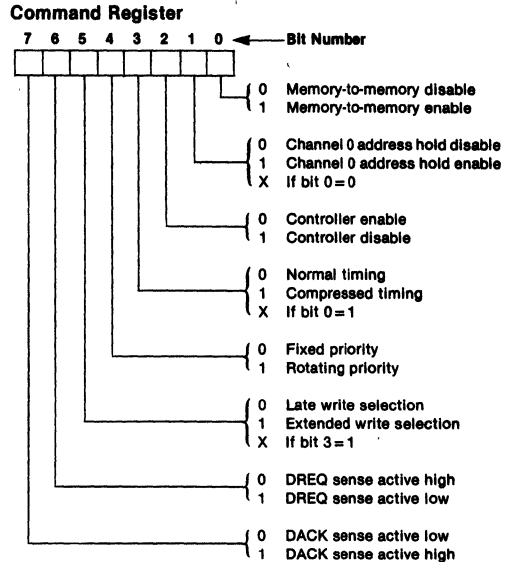 Command Register
7 6 5 4 3 2 1 0 Bit Number
0 Memory-to-memory disable
1 Memory-to-memory enable
0 Channel 0 address hold disable
1 Channel 0 address hold enable
X If bit 0=0
0 Controller enable
1 Controller disable
0 Normal timing
1 Compressed timing
X If bit 0=1
0 Fixed priority
1 Rotating priority
0 Late write selection
1 Extended write selection
X If bit 3=1
0 DREQ sense active high
1 DREQ sense active low
0 DACK sense active low
1 DACK sense active high